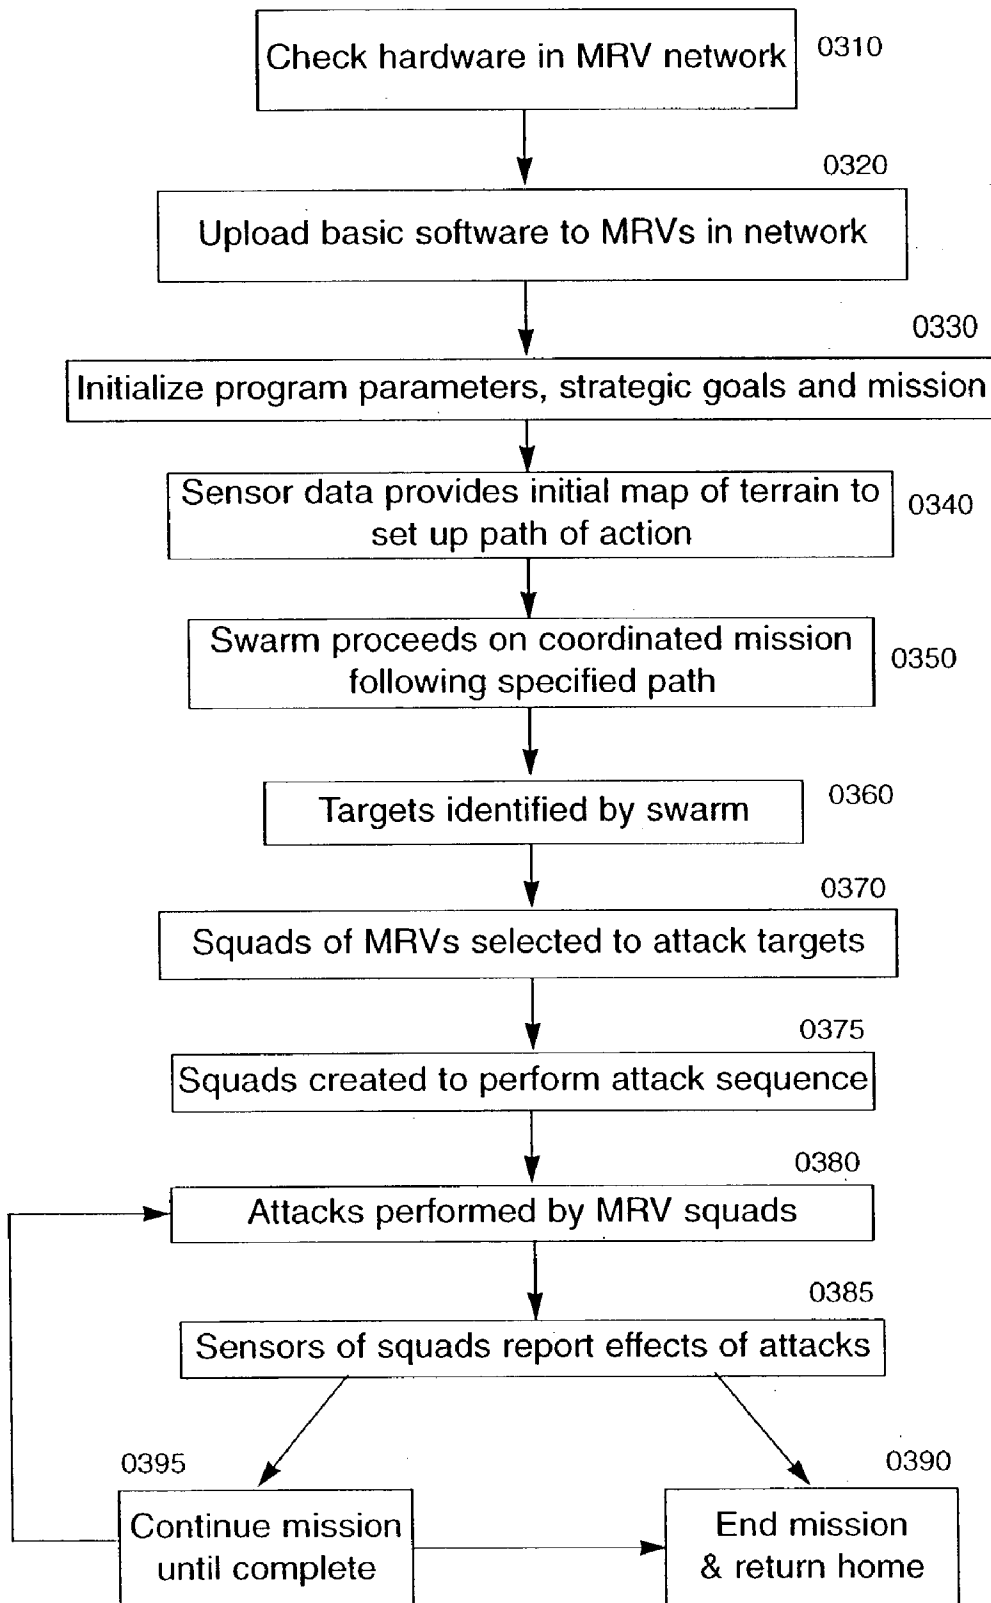 Check hardware in MRV network
0310
0320
Upload basic software to MRVs in network
0330
Initialize program parameters, strategic goals and mission
Sensor data provides initial map of terrain to
set up path of action
0340
Swarm proceeds on coordinated mission
following specified path
0350
Targets identified by swarm
0360
0370
Squads of MRVs selected to attack targets
0375
Squads created to perform attack sequence
0380
Attacks performed by MRV squads
0385
Sensors of squads report effects of attacks
0395
Continue mission
until complete
0390
End mission
& return home